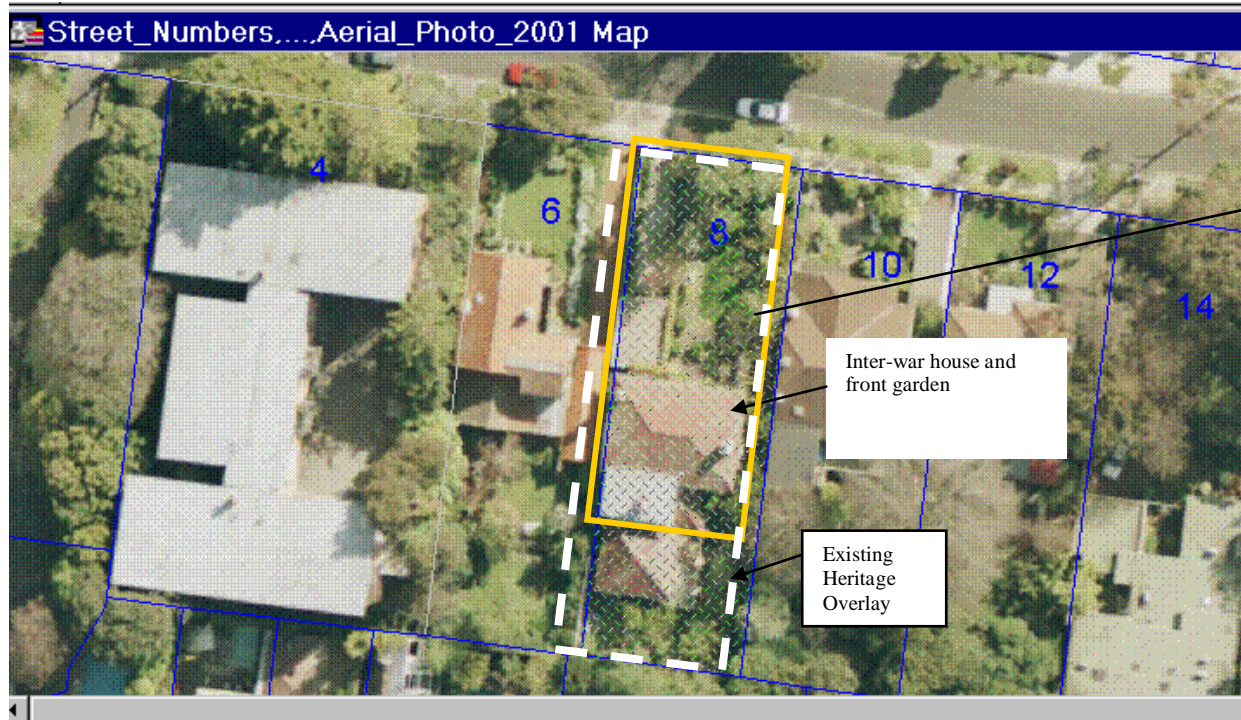 Street_Numbers,...,Aerial_Photo_2001 Map
4
6
8
10
12
14
Inter-war house and
front garden
Existing
Heritage
Overlay